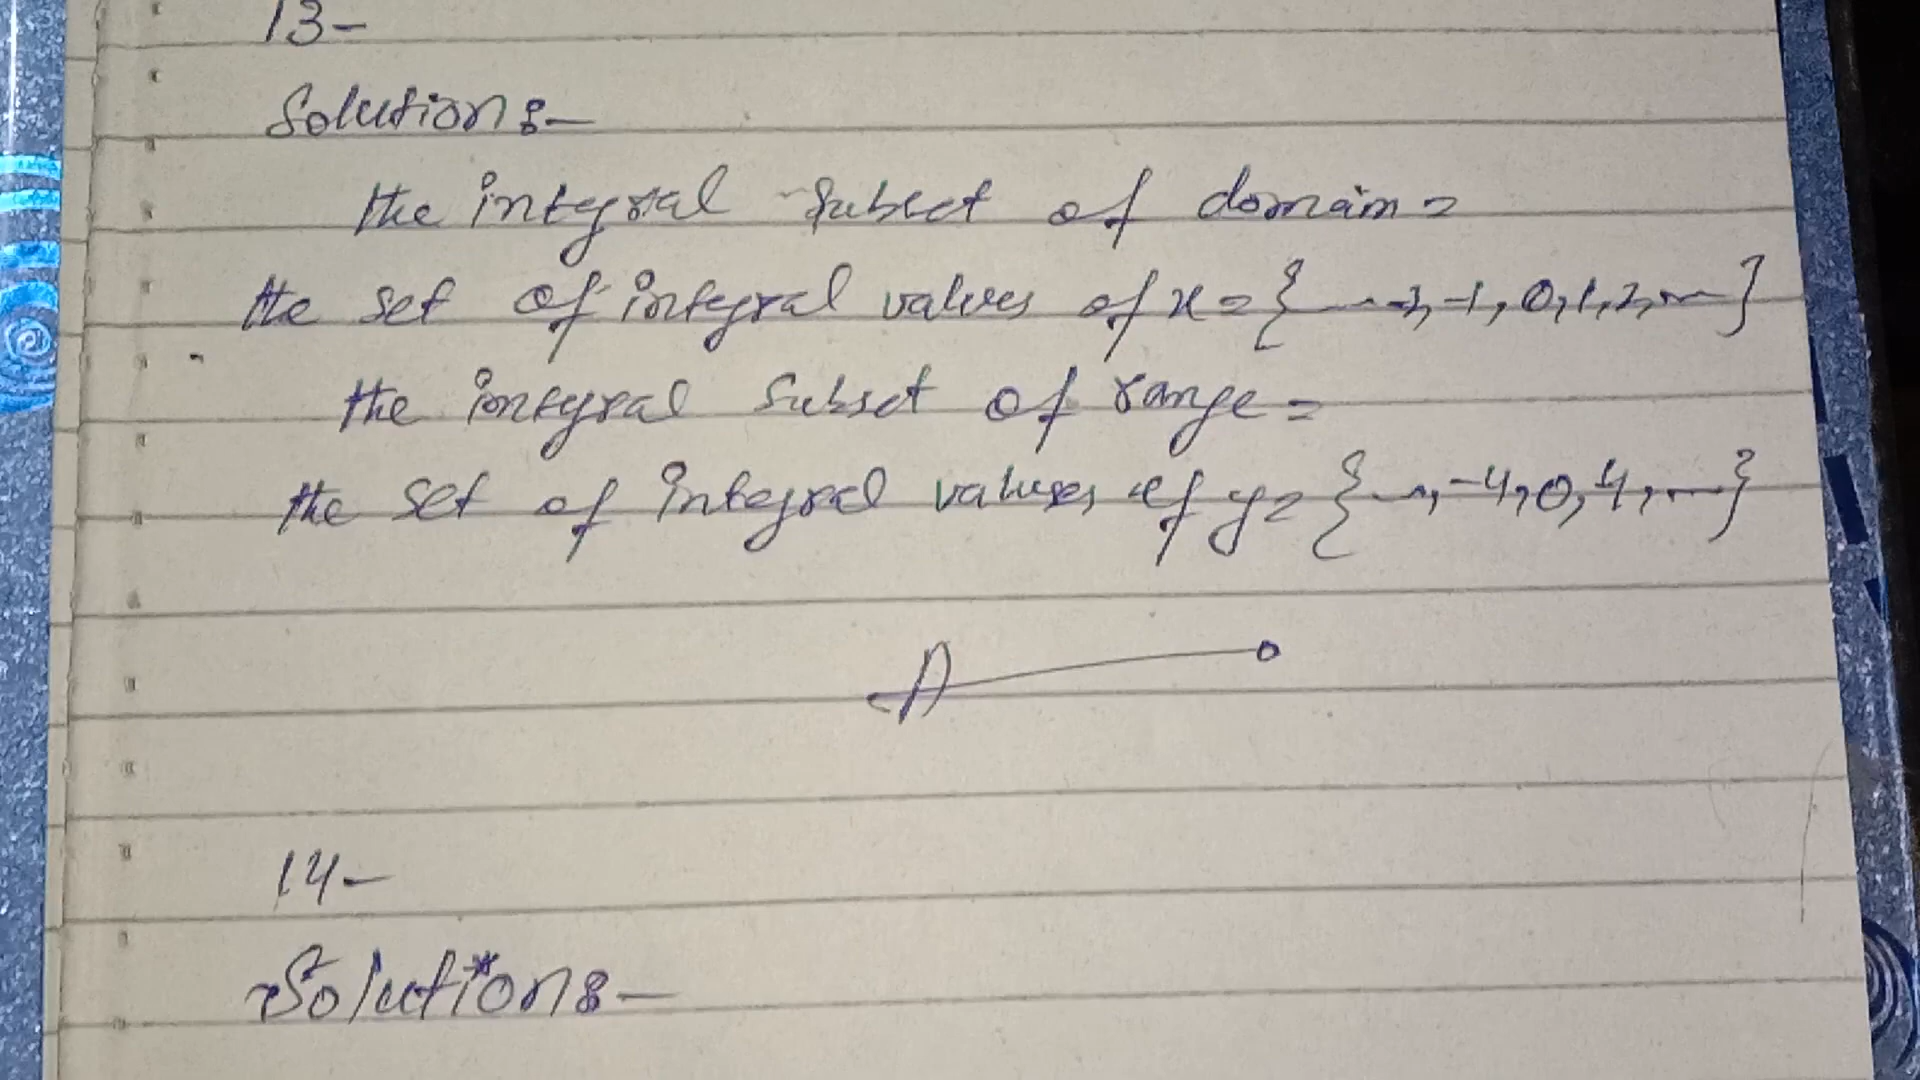 13-
Solution:-
the integral subset of domain =
the set of integral values of x = { ... -2, -1, 0, 1, 2, ... }
the integral subset of range =
the set of integral values of y = { ..., -4, 0, 4, ... }
14-
Solution:-